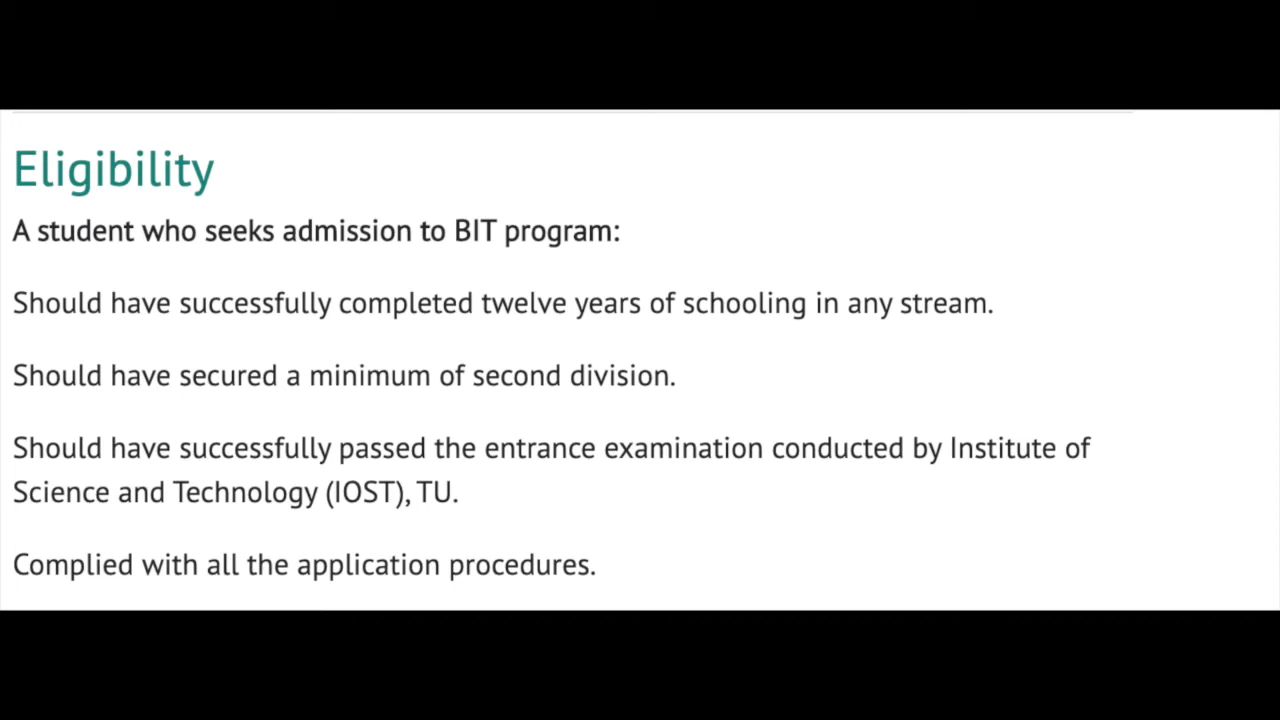 Eligibility
A student who seeks admission to BIT program:
Should have successfully completed twelve years of schooling in any stream.
Should have secured a minimum of second division.
Should have successfully passed the entrance examination conducted by Institute of
Science and Technology (IOST), TU.
Complied with all the application procedures.